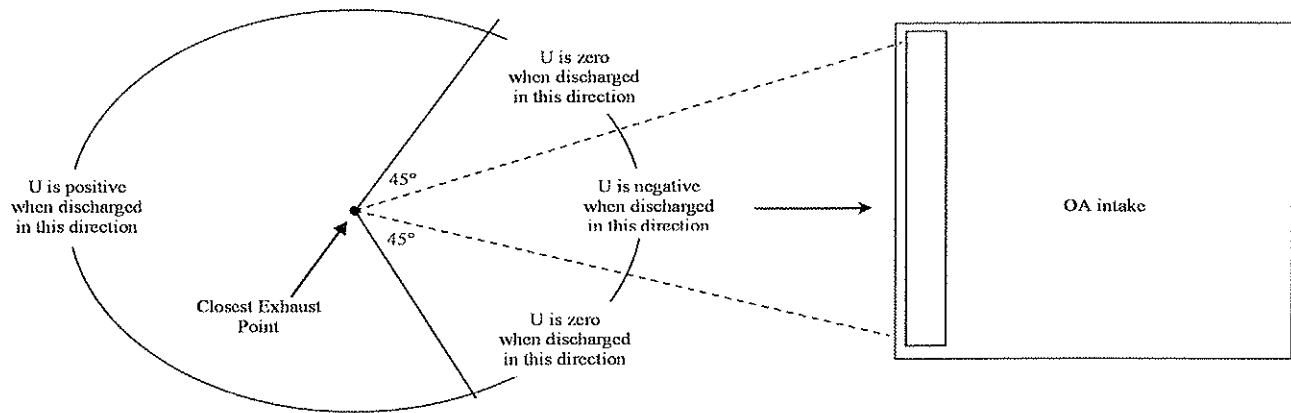 U is zero
when discharged
in this direction
45°
U is positive
when discharged
in this direction
U is negative
when discharged
in this direction
OA intake
45°
Closest Exhaust
Point
U is zero
when discharged
in this direction